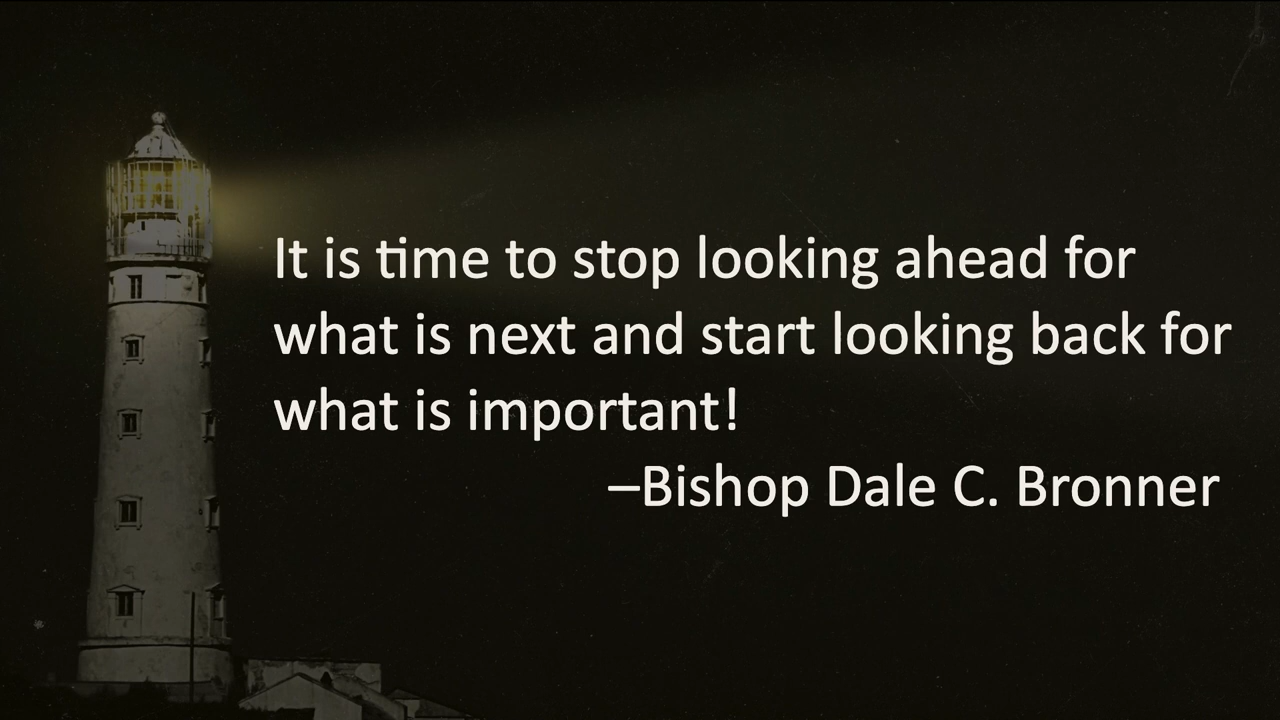 It is time to stop looking ahead for
what is next and start looking back for
what is important!
–Bishop Dale C. Bronner